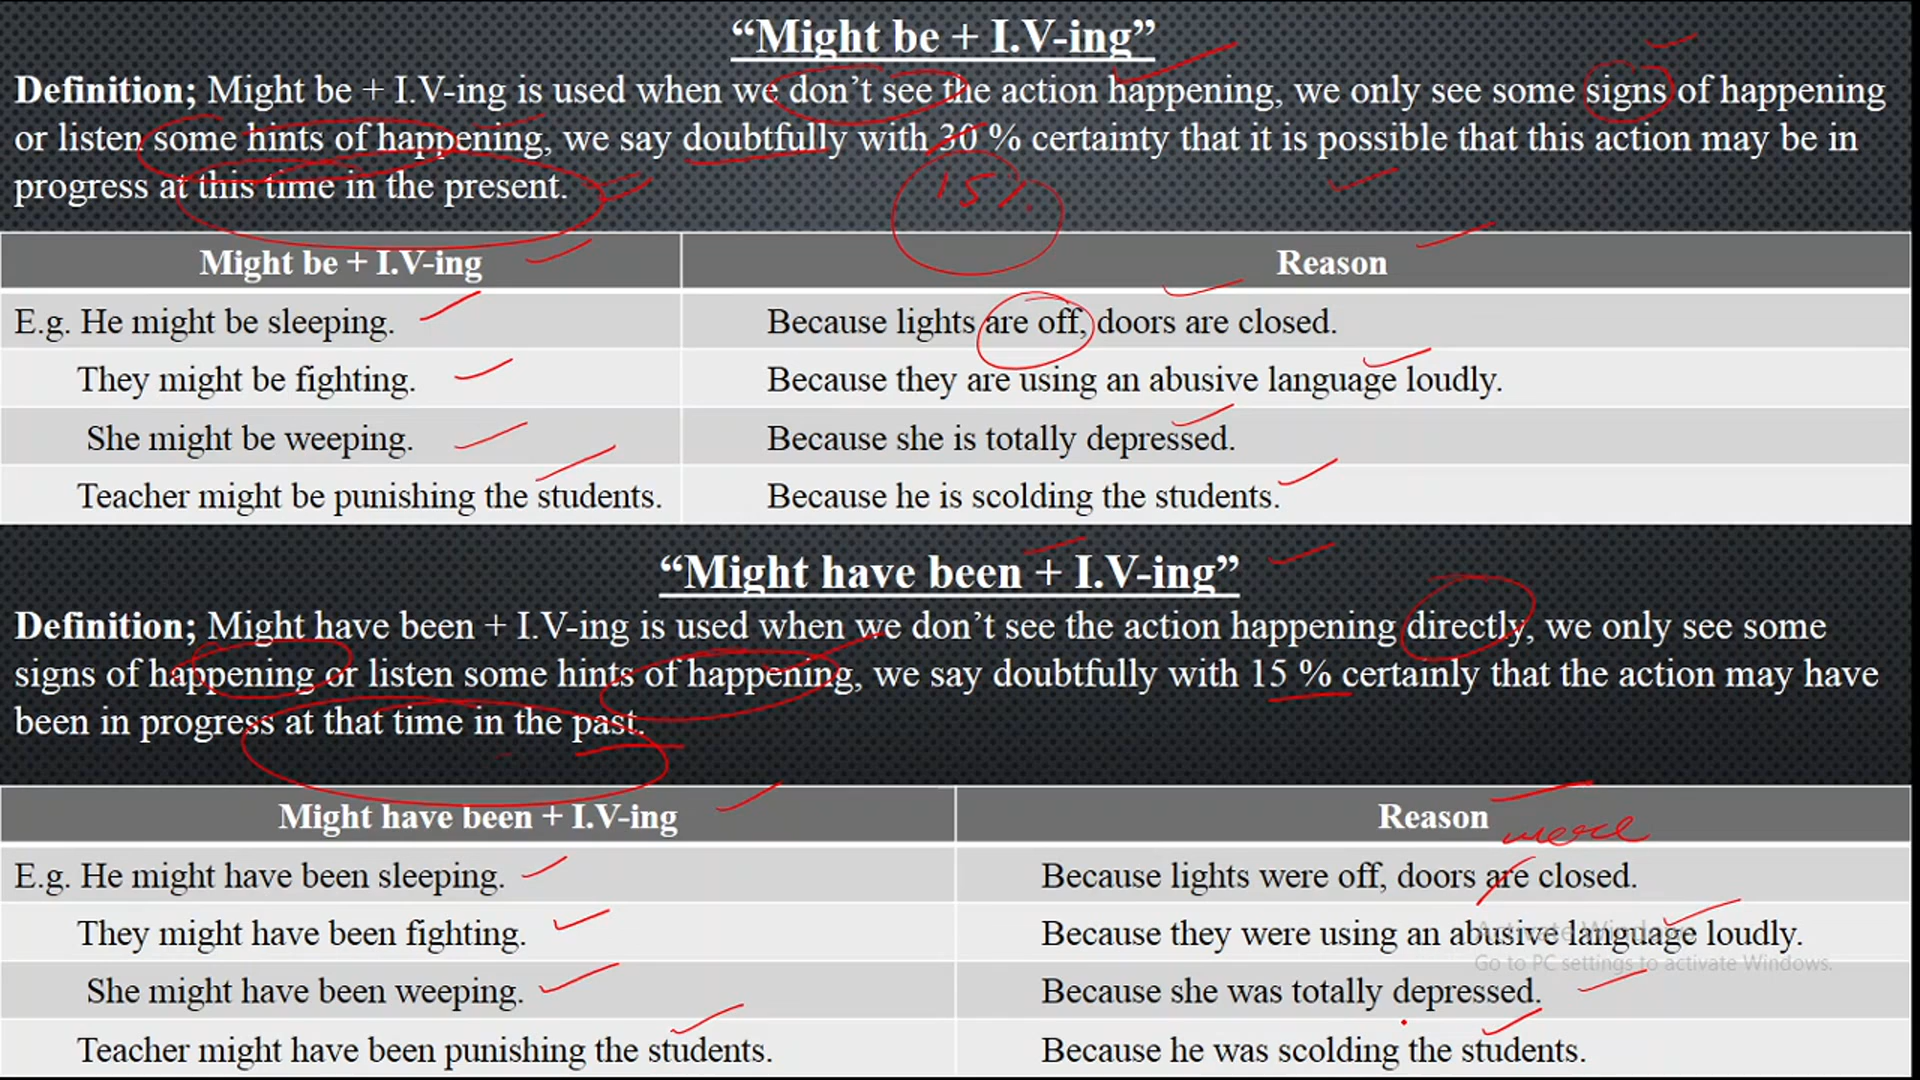 “Might be + I.V-ing”
Definition; Might be + I.V-ing is used when we don’t see the action happening, we only see some signs of happening
or listen some hints of happening, we say doubtfully with 30 % certainty that it is possible that this action may be in
progress at this time in the present.
15%
Might be + I.V-ing Reason
E.g. He might be sleeping. Because lights are off, doors are closed.
They might be fighting. Because they are using an abusive language loudly.
She might be weeping. Because she is totally depressed.
Teacher might be punishing the students. Because he is scolding the students.
“Might have been + I.V-ing”
Definition; Might have been + I.V-ing is used when we don’t see the action happening directly, we only see some
signs of happening or listen some hints of happening, we say doubtfully with 15 % certainly that the action may have
been in progress at that time in the past.
Might have been + I.V-ing Reason
were
E.g. He might have been sleeping. Because lights were off, doors are closed.
They might have been fighting. Because they were using an abusive language loudly.
Activate Windows
Go to PC settings to activate Windows.
She might have been weeping. Because she was totally depressed.
Teacher might have been punishing the students. Because he was scolding the students.